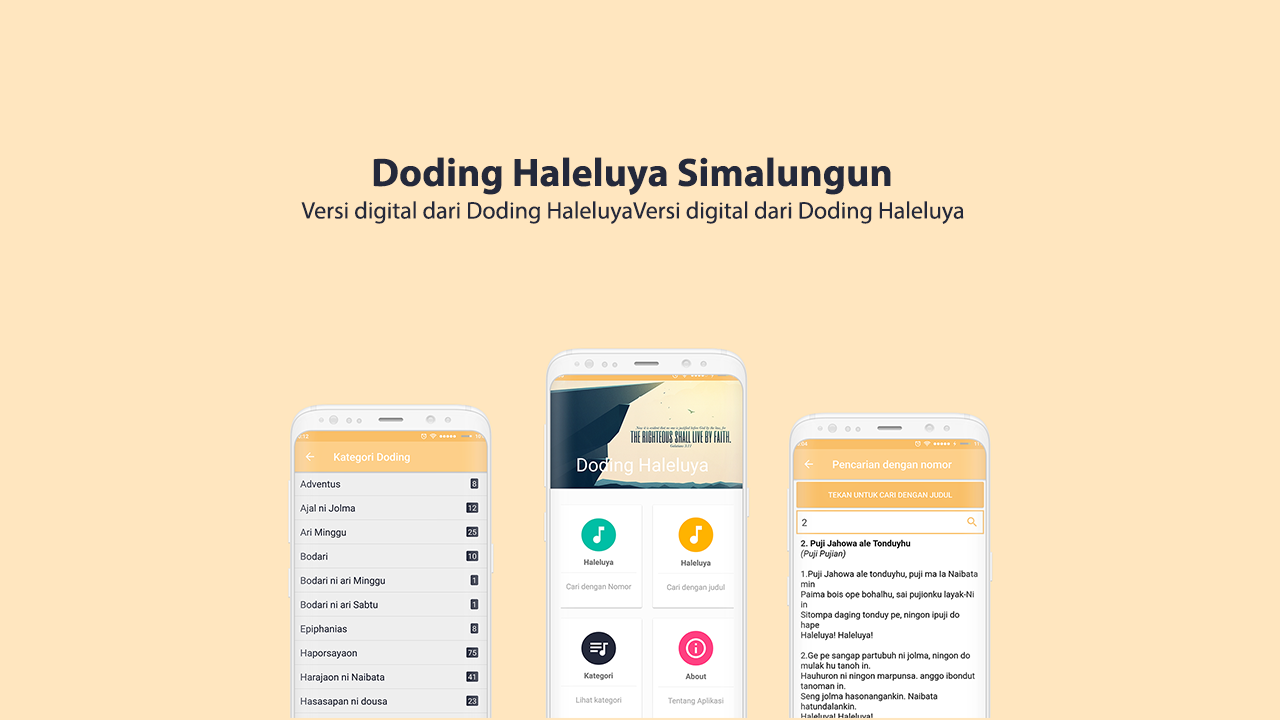 Doding Haleluya Simalungun
Versi digital dari Doding HaleluyaVersi digital dari Doding Haleluya
Kategori Doding
Adventus 8
Ajal ni Jolma 12
Ari Minggu 25
Bodari 10
Bodari ni ari Minggu 1
Bodari ni ari Sabtu 1
Epiphanias 8
Haporsayaon 75
Harajaon ni Naibata 41
Hasasapan ni dousa 23
THE RIGHTEOUS SHALL LIVE BY FAITH.
Doding Haleluya
Haleluya
Cari dengan Nomor
Haleluya
Cari dengan judul
Kategori
Lihat kategori
About
Tentang Aplikasi
Pencarian dengan nomor
TEKAN UNTUK CARI DENGAN JUDUL
2
2. Puji Jahowa ale Tonduyhu
(Puji Pujian)
1.Puji Jahowa ale tonduyhu, puji ma Ia Naibata
min
Paima bois ope bohalhu, sai pujionku layak-Ni
in
Sitompa daging tonduy pe, ningon ipuji do
hape
Haleluya! Haleluya!
2.Ge pe sangap partubuh ni jolma, ningon do
mulak hu tanoh in.
Hauhuron ni ningon marpunsa. anggo ibondut
tanoman in.
Seng jolma hasonangankin. Naibata
hatundalankin.
Haleluya! Haleluya!